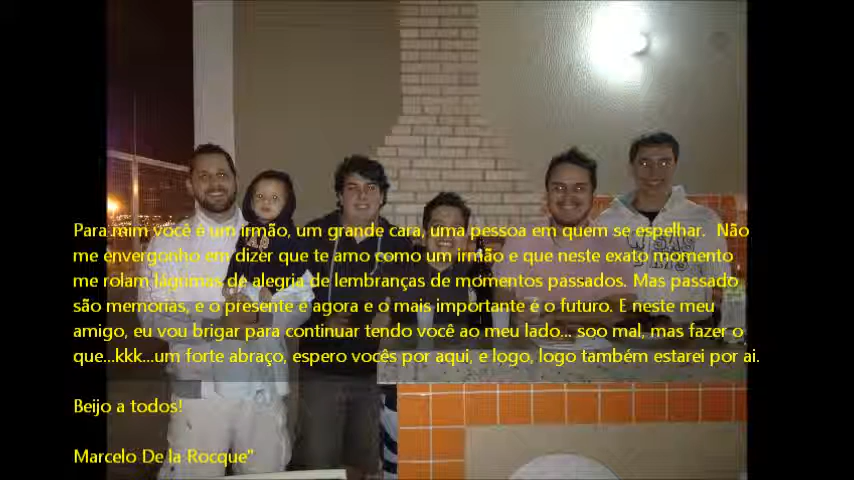 Para mim você é um irmão, um grande cara, uma pessoa em quem se espelhar. Não
me envergonho em dizer que te amo como um irmão e que neste exato momento
me rolam lágrimas de alegria de lembranças de momentos passados. Mas passado
são memorias, e o presente é agora e o mais importante é o futuro. E neste meu
amigo, eu vou brigar para continuar tendo você ao meu lado... soo mal, mas fazer o
que...kkk...um forte abraço, espero vocês por aqui, e logo, logo também estarei por ai.
Beijo a todos!
Marcelo De la Rocque"